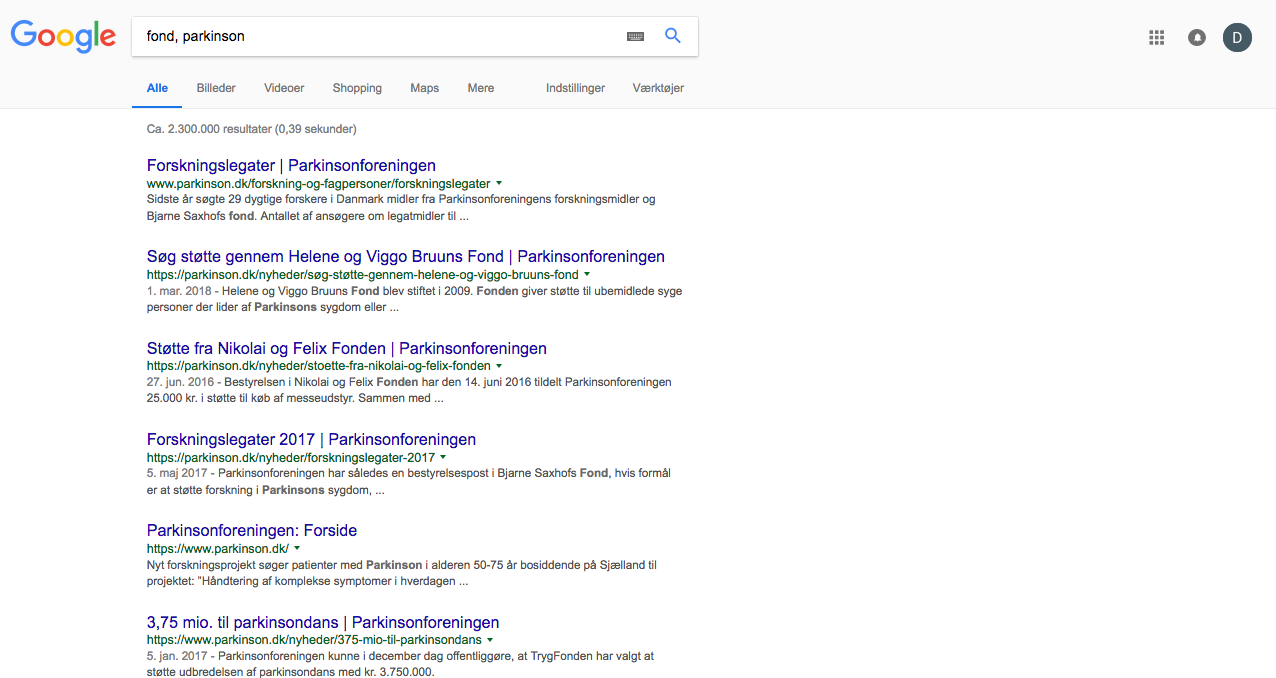 Google
fond, parkinson
D
Alle Billeder Videoer Shopping Maps Mere Indstillinger Værktøjer
Ca. 2.300.000 resultater (0,39 sekunder)
Forskningslegater | Parkinsonforeningen
www.parkinson.dk/forskning-og-fagpersoner/forskningslegater
Sidste år søgte 29 dygtige forskere i Danmark midler fra Parkinsonforeningens forskningsmidler og
Bjarne Saxhofs fond. Antallet af ansøgere om legatmidler til ...
Søg støtte gennem Helene og Viggo Bruuns Fond | Parkinsonforeningen
https://parkinson.dk/nyheder/søg-støtte-gennem-helene-og-viggo-bruuns-fond
1. mar. 2018 - Helene og Viggo Bruuns Fond blev stiftet i 2009. Fonden giver støtte til ubemidlede syge
personer der lider af Parkinsons sygdom eller ...
Støtte fra Nikolai og Felix Fonden | Parkinsonforeningen
https://parkinson.dk/nyheder/stoette-fra-nikolai-og-felix-fonden
27. jun. 2016 - Bestyrelsen i Nikolai og Felix Fonden har den 14. juni 2016 tildelt Parkinsonforeningen
25.000 kr. i støtte til køb af messeudstyr. Sammen med ...
Forskningslegater 2017 | Parkinsonforeningen
https://parkinson.dk/nyheder/forskningslegater-2017
5. maj 2017 - Parkinsonforeningen har således en bestyrelsespost i Bjarne Saxhofs Fond, hvis formål
er at støtte forskning i Parkinsons sygdom, ...
Parkinsonforeningen: Forside
https://www.parkinson.dk/
Nyt forskningsprojekt søger patienter med Parkinson i alderen 50-75 år bosiddende på Sjælland til
projektet: "Håndtering af komplekse symptomer i hverdagen ...
3,75 mio. til parkinsondans | Parkinsonforeningen
https://www.parkinson.dk/nyheder/375-mio-til-parkinsondans
5. jan. 2017 - Parkinsonforeningen kunne i december dag offentliggøre, at TrygFonden har valgt at
støtte udbredelsen af parkinsondans med kr. 3.750.000.